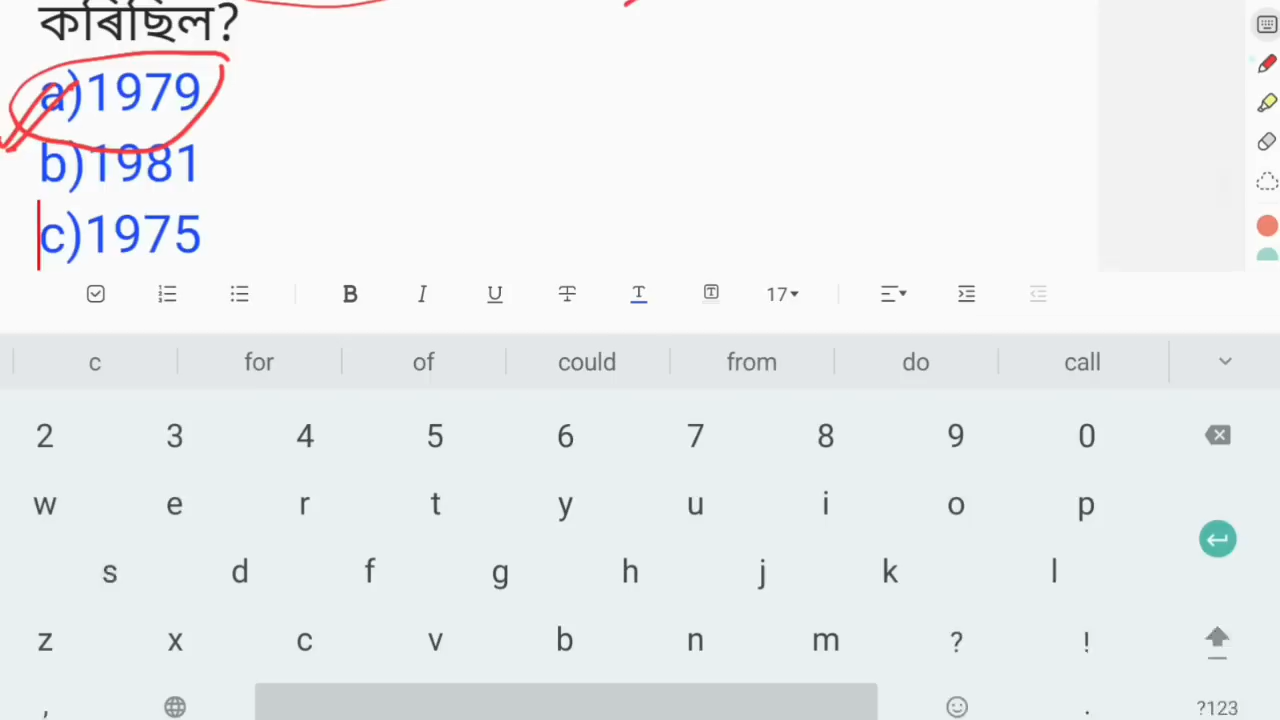 কৰিছিল?
a)1979
b)1981
c)1975
B I U T T T 17
c for of could from do call
2 3 4 5 6 7 8 9 0
w e r t y u i o p
s d f g h j k l
z x c v b n m ? !
, . ?123